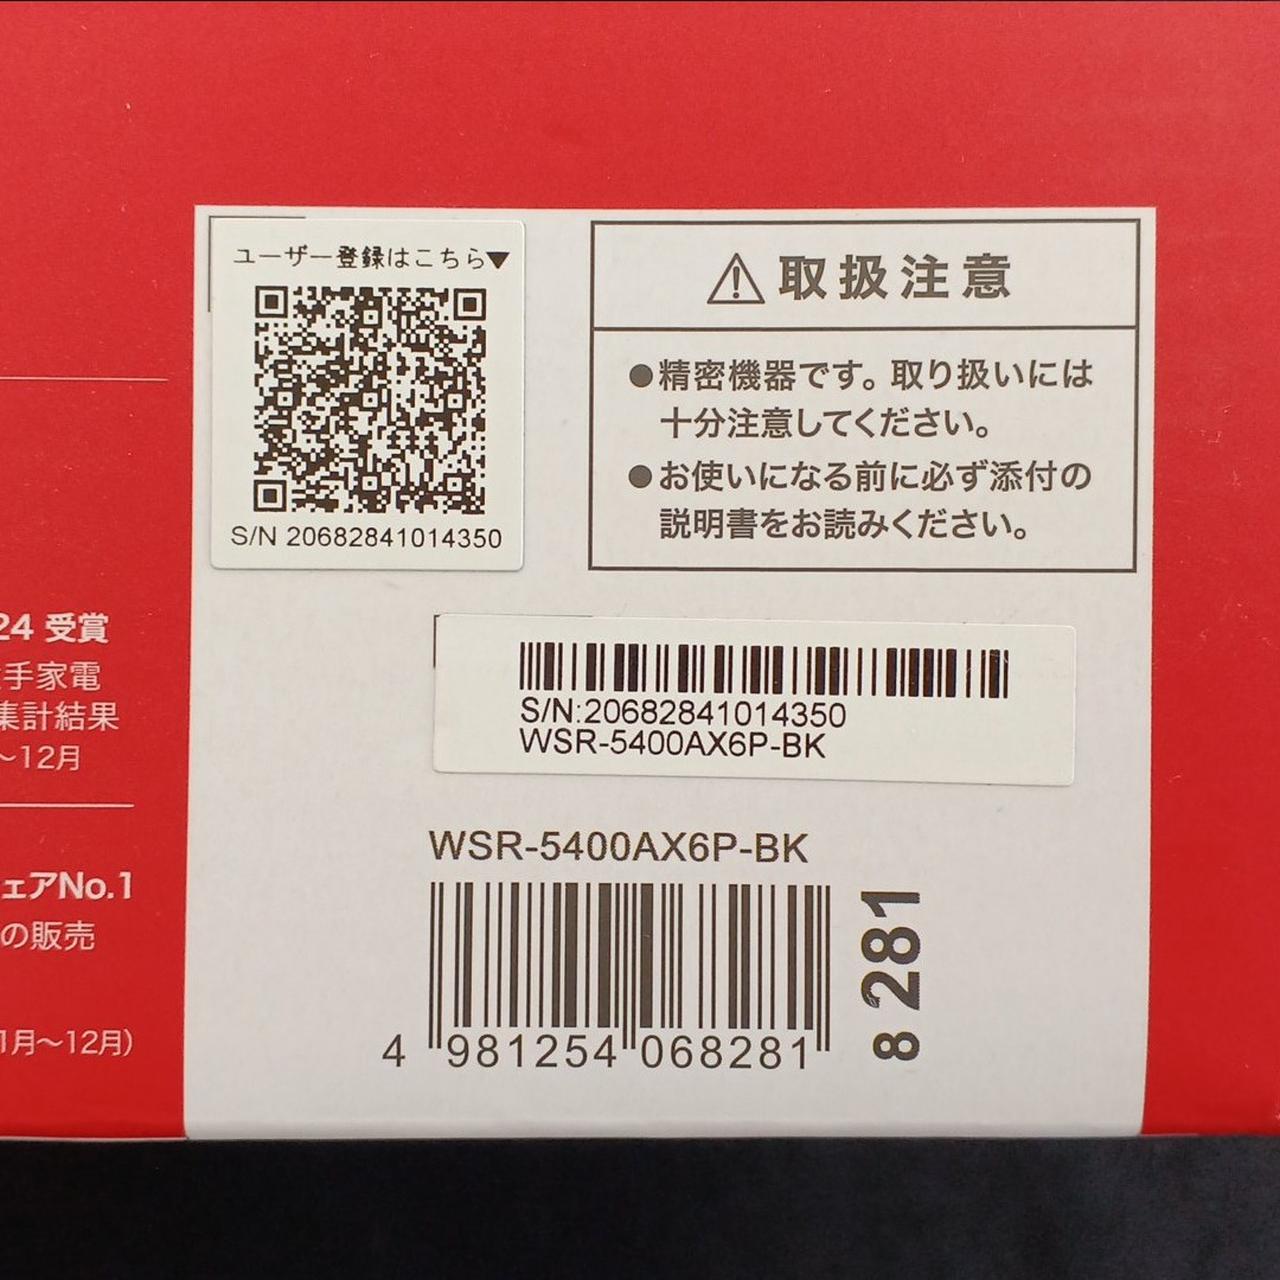 ユーザー登録はこちら▼
S/N 20682841014350
⚠取扱注意
●精密機器です。取り扱いには
十分注意してください。
●お使いになる前に必ず添付の
説明書をお読みください。
24 受賞
手家電
集計結果
～12月
S/N:20682841014350
WSR-5400AX6P-BK
WSR-5400AX6P-BK
4 981254 068281
8 281
ェアNo.1
の販売
1月～12月）